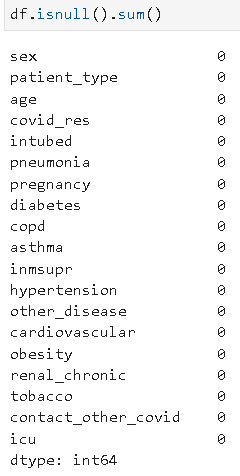 df.isnull().sum()
sex 0
patient_type 0
age 0
covid_res 0
intubed 0
pneumonia 0
pregnancy 0
diabetes 0
copd 0
asthma 0
inmsupr 0
hypertension 0
other_disease 0
cardiovascular 0
obesity 0
renal_chronic 0
tobacco 0
contact_other_covid 0
icu 0
dtype: int64